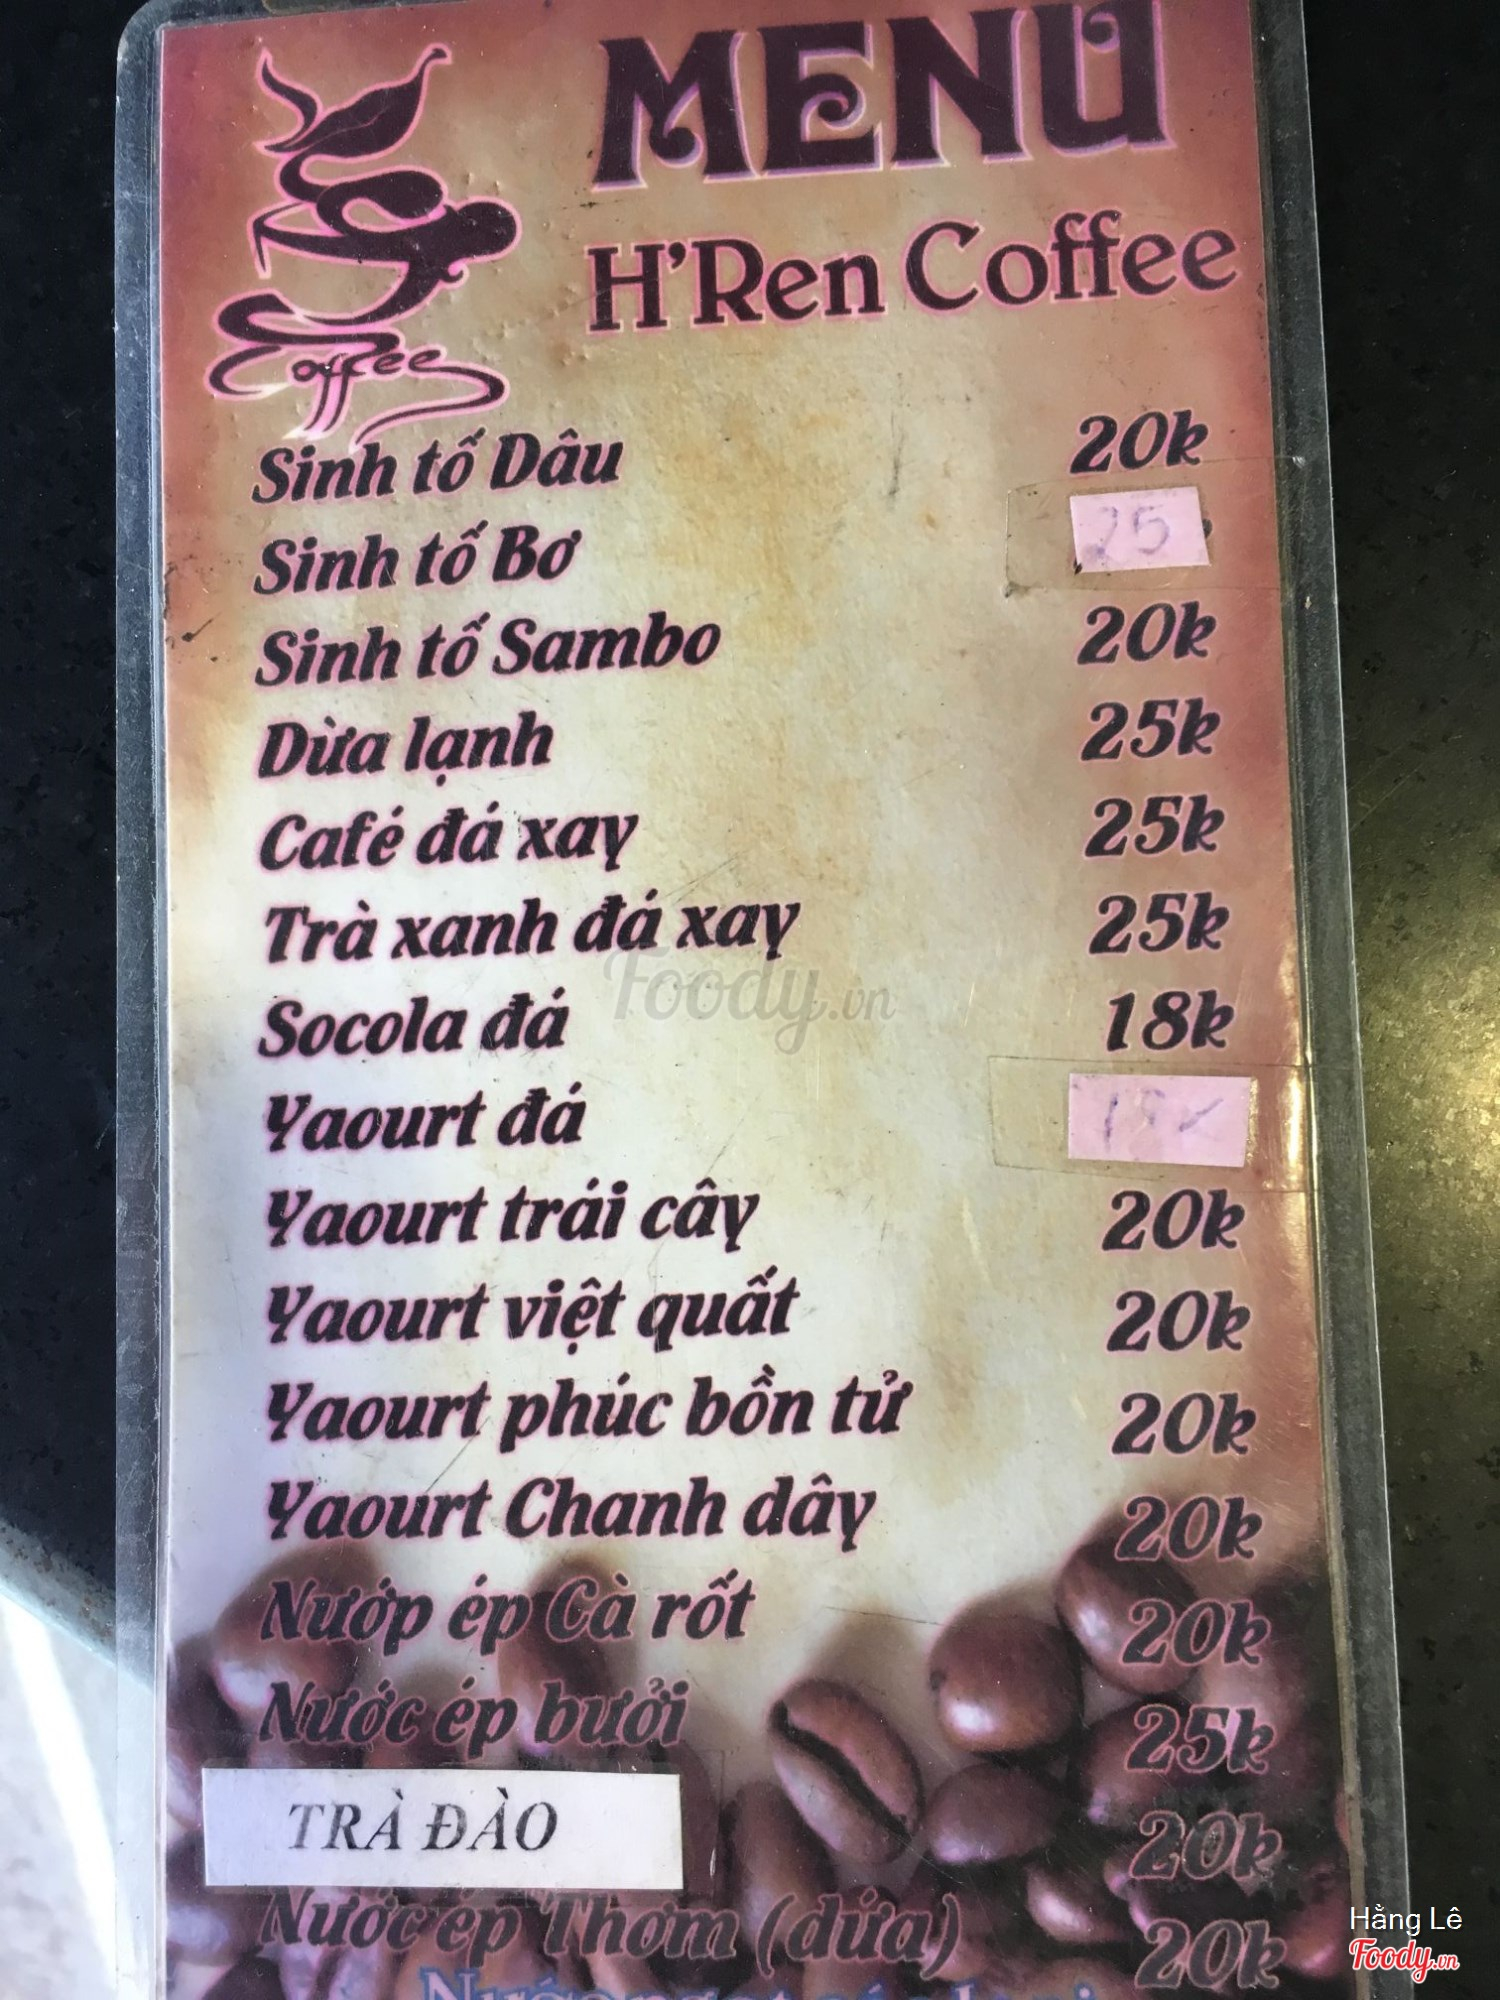 MENU
H'Ren Coffee
Coffee
Sinh tố Dâu 20k
Sinh tố Bơ 25
Sinh tố Sambo 20k
Dừa lạnh 25k
Café đá xay 25k
Trà xanh đá xay 25k
Foody.vn
Socola đá 18k
Yaourt đá
Yaourt trái cây 20k
Yaourt việt quất 20k
Yaourt phúc bồn tử 20k
Yaourt Chanh dây 20k
Nướp ép Cà rốt 20k
Nước ép bưởi 25k
TRÀ ĐÀO 20k
Nước ép Thơm (dứa) 20k
Hằng Lê
Foody.vn